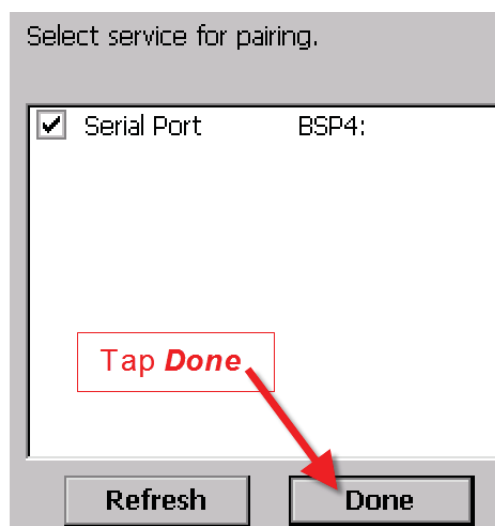 Select service for pairing.
Serial Port BSP4:
Tap Done
Refresh Done